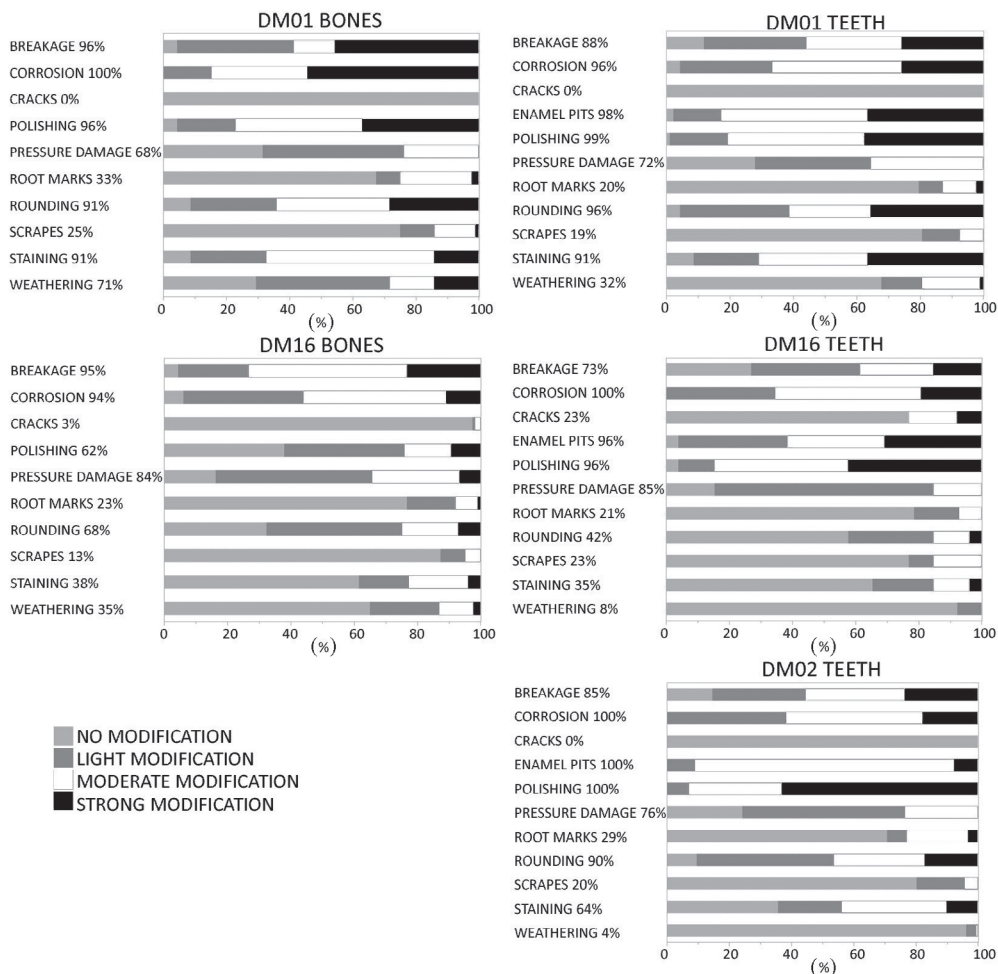 DM01 BONES
BREAKAGE 96%
CORROSION 100%
CRACKS 0%
POLISHING 96%
PRESSURE DAMAGE 68%
ROOT MARKS 33%
ROUNDING 91%
SCRAPES 25%
STAINING 91%
WEATHERING 71%
0 20 40 60 80 100
(%)
DM01 TEETH
BREAKAGE 88%
CORROSION 96%
CRACKS 0%
ENAMEL PITS 98%
POLISHING 99%
PRESSURE DAMAGE 72%
ROOT MARKS 20%
ROUNDING 96%
SCRAPES 19%
STAINING 91%
WEATHERING 32%
0 20 40 60 80 100
(%)
DM16 BONES
BREAKAGE 95%
CORROSION 94%
CRACKS 3%
POLISHING 62%
PRESSURE DAMAGE 84%
ROOT MARKS 23%
ROUNDING 68%
SCRAPES 13%
STAINING 38%
WEATHERING 35%
0 20 40 60 80 100
(%)
DM16 TEETH
BREAKAGE 73%
CORROSION 100%
CRACKS 23%
ENAMEL PITS 96%
POLISHING 96%
PRESSURE DAMAGE 85%
ROOT MARKS 21%
ROUNDING 42%
SCRAPES 23%
STAINING 35%
WEATHERING 8%
0 20 40 60 80 100
(%)
NO MODIFICATION
LIGHT MODIFICATION
MODERATE MODIFICATION
STRONG MODIFICATION
DM02 TEETH
BREAKAGE 85%
CORROSION 100%
CRACKS 0%
ENAMEL PITS 100%
POLISHING 100%
PRESSURE DAMAGE 76%
ROOT MARKS 29%
ROUNDING 90%
SCRAPES 20%
STAINING 64%
WEATHERING 4%
0 20 40 60 80 100
(%)